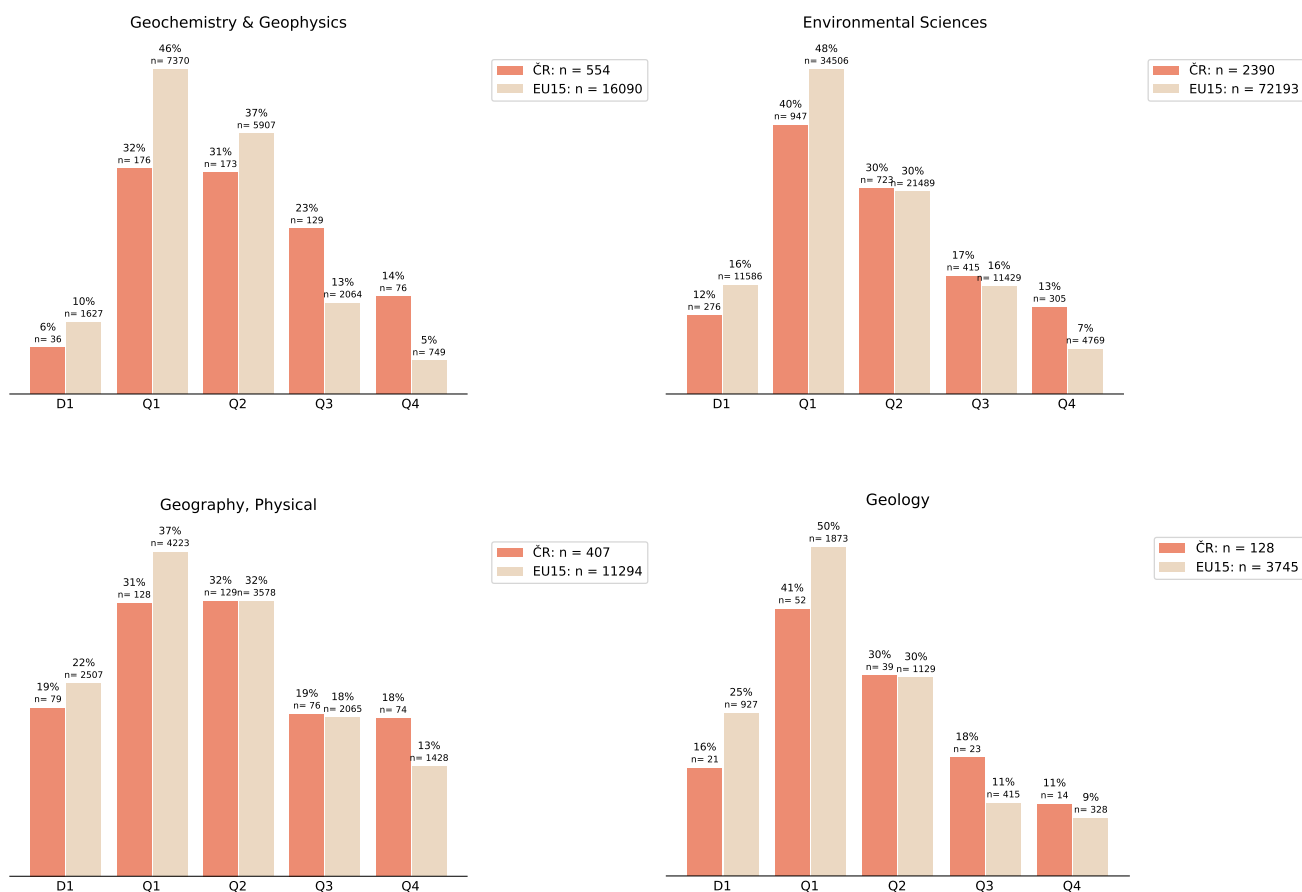 Geochemistry & Geophysics
ČR: n = 554
EU15: n = 16090
6%
n= 36
10%
n= 1627
32%
n= 176
46%
n= 7370
31%
n= 173
37%
n= 5907
23%
n= 129
13%
n= 2064
14%
n= 76
5%
n= 749
D1 Q1 Q2 Q3 Q4
Environmental Sciences
ČR: n = 2390
EU15: n = 72193
12%
n= 276
16%
n= 11586
40%
n= 947
48%
n= 34506
30%
n= 723
30%
n= 21489
17%
n= 415
16%
n= 11429
13%
n= 305
7%
n= 4769
D1 Q1 Q2 Q3 Q4
Geography, Physical
ČR: n = 407
EU15: n = 11294
19%
n= 79
22%
n= 2507
31%
n= 128
37%
n= 4223
32%
n= 129
32%
n= 3578
19%
n= 76
18%
n= 2065
18%
n= 74
13%
n= 1428
D1 Q1 Q2 Q3 Q4
Geology
ČR: n = 128
EU15: n = 3745
16%
n= 21
25%
n= 927
41%
n= 52
50%
n= 1873
30%
n= 39
30%
n= 1129
18%
n= 23
11%
n= 415
11%
n= 14
9%
n= 328
D1 Q1 Q2 Q3 Q4